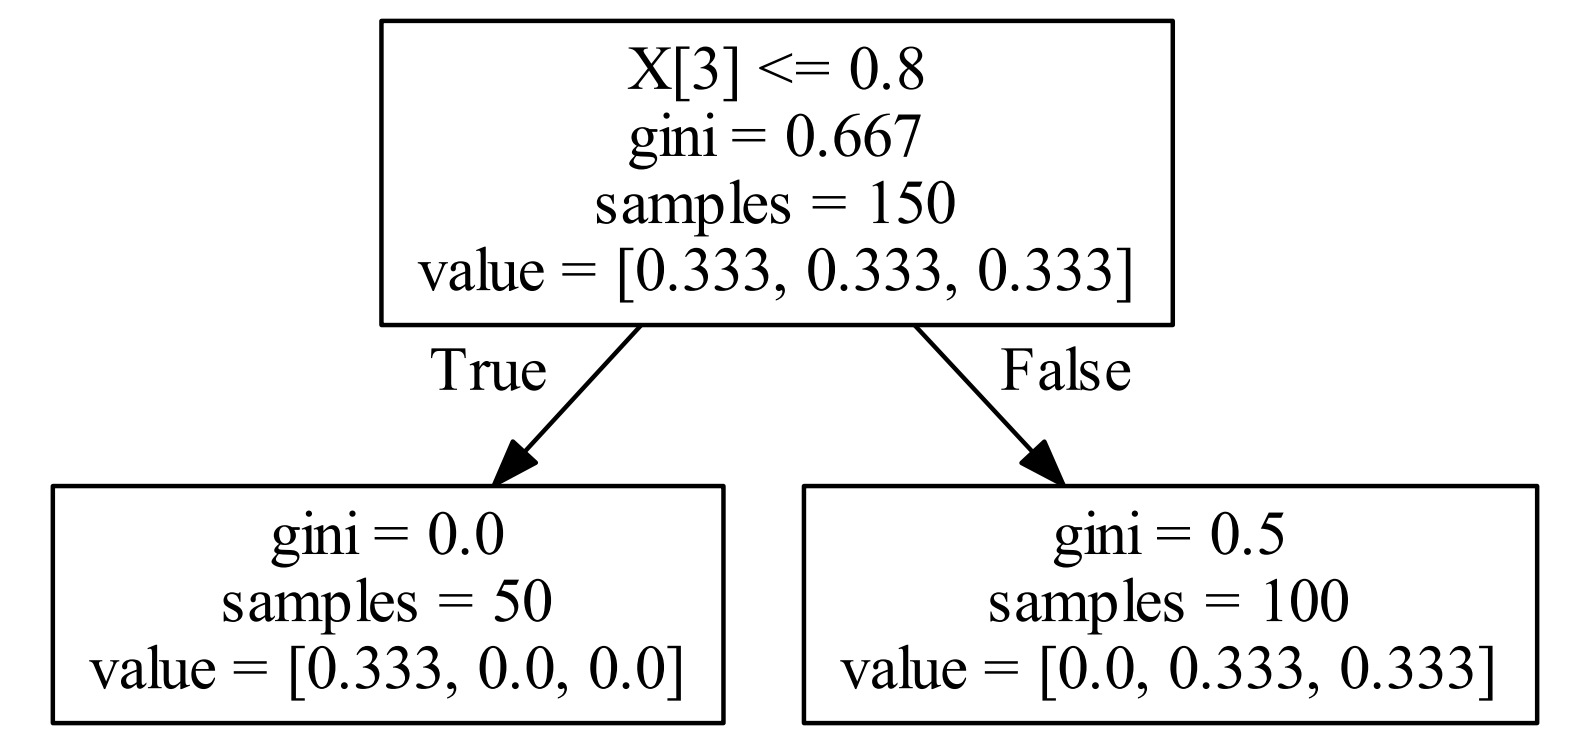 X[3] <= 0.8
gini = 0.667
samples = 150
value = [0.333, 0.333, 0.333]
True
False
gini = 0.0
samples = 50
value = [0.333, 0.0, 0.0]
gini = 0.5
samples = 100
value = [0.0, 0.333, 0.333]